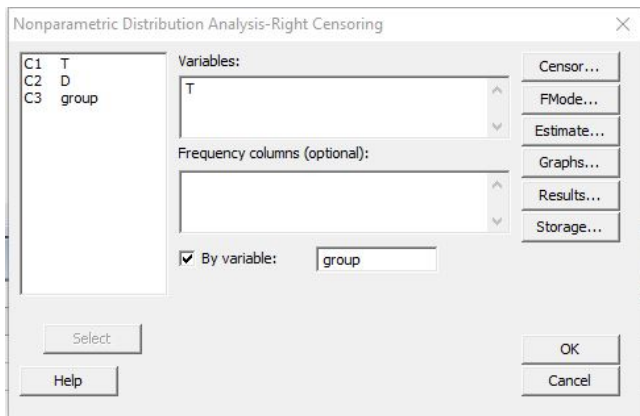 Nonparametric Distribution Analysis-Right Censoring
C1 T
C2 D
C3 group
Variables:
T
Frequency columns (optional):
By variable:
group
Censor...
FMode...
Estimate...
Graphs...
Results...
Storage...
Select
Help
OK
Cancel